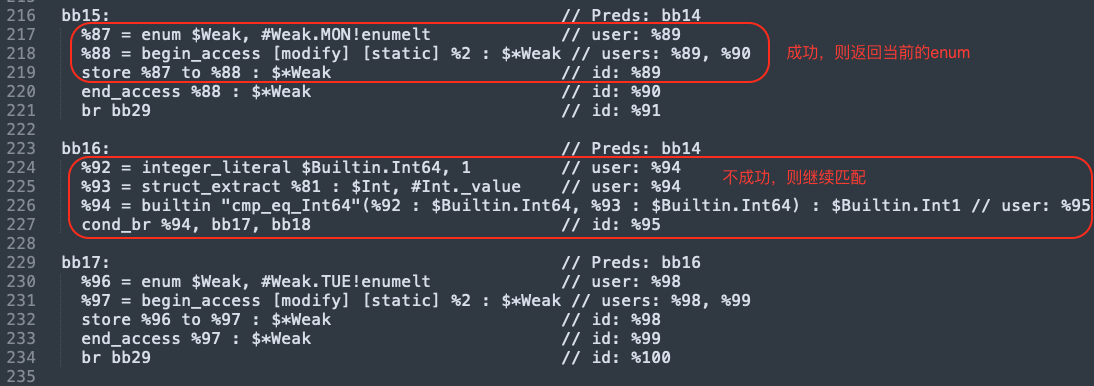 216 bb15: // Preds: bb14
217 %87 = enum $Weak, #Weak.MON!enumelt // user: %89
218 %88 = begin_access [modify] [static] %2 : $*Weak // users: %89, %90
成功，则返回当前的enum
219 store %87 to %88 : $*Weak // id: %89
220 end_access %88 : $*Weak // id: %90
221 br bb29 // id: %91
222
223 bb16: // Preds: bb14
224 %92 = integer_literal $Builtin.Int64, 1 // user: %94
不成功，则继续匹配
225 %93 = struct_extract %81 : $Int, #Int._value // user: %94
226 %94 = builtin "cmp_eq_Int64"(%92 : $Builtin.Int64, %93 : $Builtin.Int64) : $Builtin.Int1 // user: %95
227 cond_br %94, bb17, bb18 // id: %95
228
229 bb17: // Preds: bb16
230 %96 = enum $Weak, #Weak.TUE!enumelt // user: %98
231 %97 = begin_access [modify] [static] %2 : $*Weak // users: %98, %99
232 store %96 to %97 : $*Weak // id: %98
233 end_access %97 : $*Weak // id: %99
234 br bb29 // id: %100
235